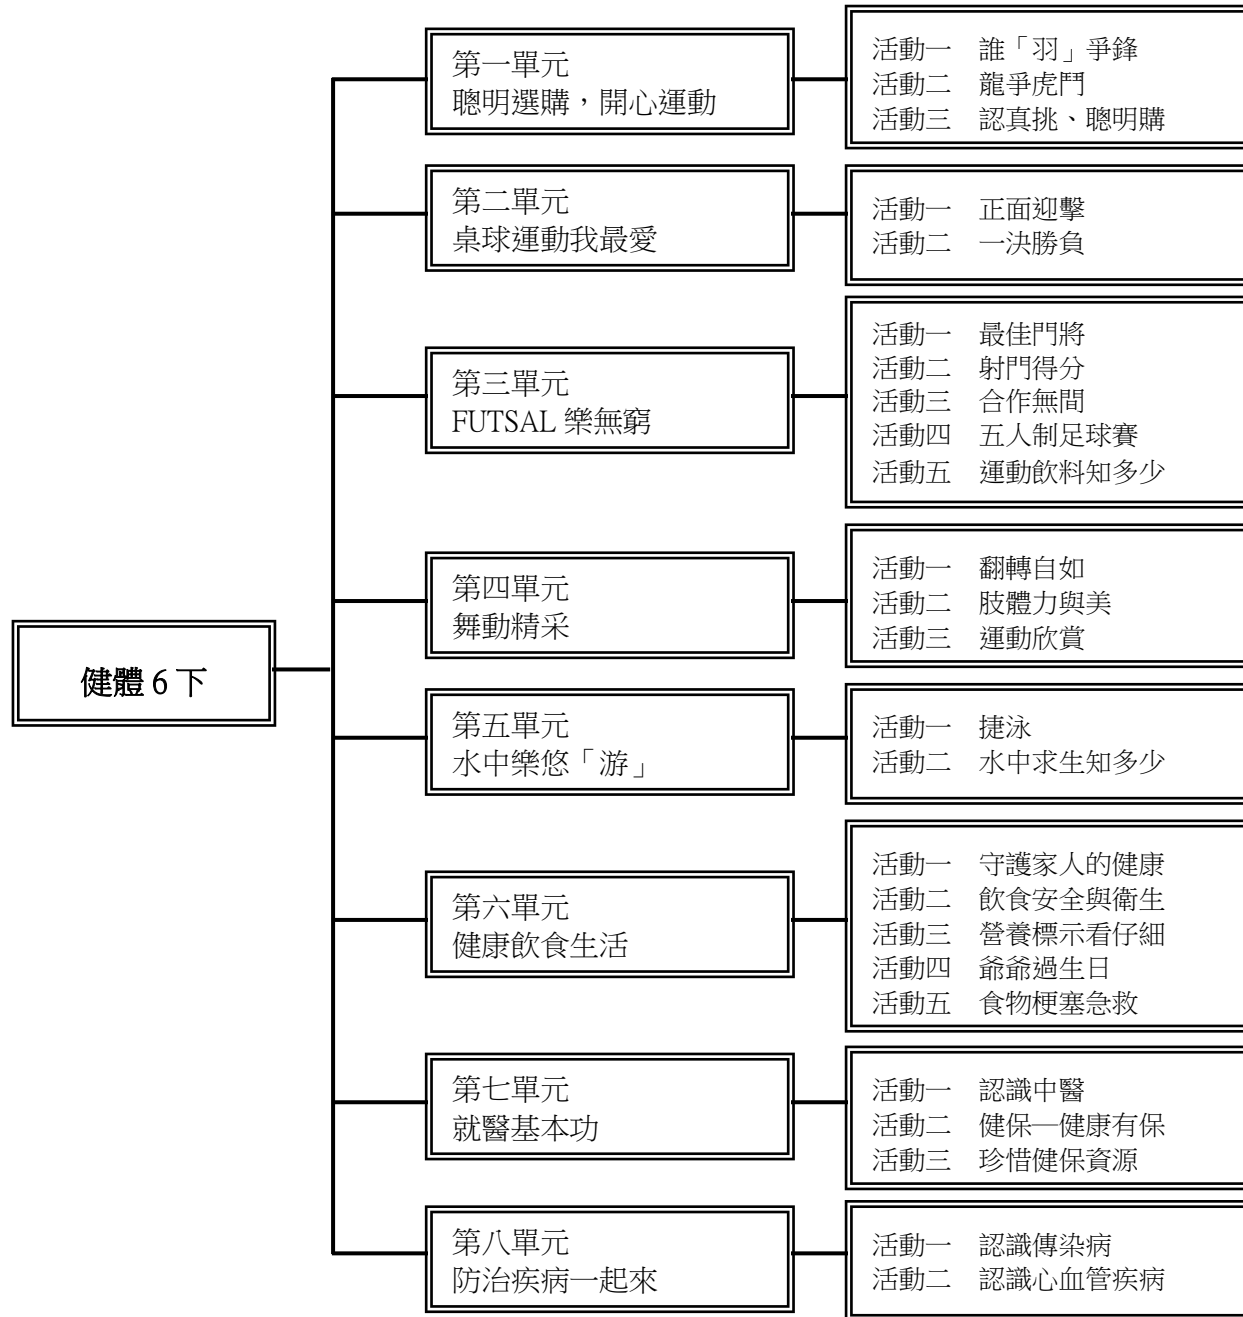 健體 6 下
第一單元
聰明選購，開心運動
活動一　誰「羽」爭鋒
活動二　龍爭虎鬥
活動三　認真挑、聰明購
第二單元
桌球運動我最愛
活動一　正面迎擊
活動二　一決勝負
第三單元
FUTSAL 樂無窮
活動一　最佳門將
活動二　射門得分
活動三　合作無間
活動四　五人制足球賽
活動五　運動飲料知多少
第四單元
舞動精采
活動一　翻轉自如
活動二　肢體力與美
活動三　運動欣賞
第五單元
水中樂悠「游」
活動一　捷泳
活動二　水中求生知多少
第六單元
健康飲食生活
活動一　守護家人的健康
活動二　飲食安全與衛生
活動三　營養標示看仔細
活動四　爺爺過生日
活動五　食物梗塞急救
第七單元
就醫基本功
活動一　認識中醫
活動二　健保─健康有保
活動三　珍惜健保資源
第八單元
防治疾病一起來
活動一　認識傳染病
活動二　認識心血管疾病